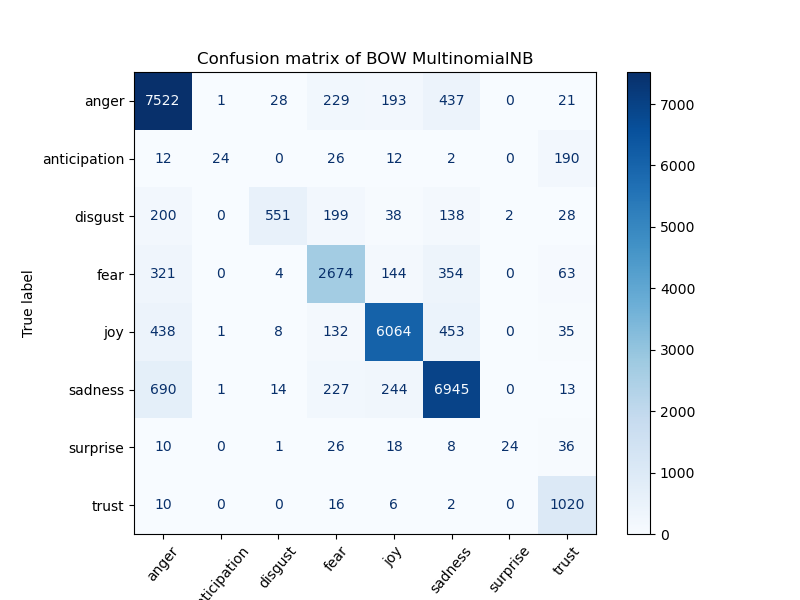 Confusion matrix of BOW MultinomialNB
True label
anger 7522 1 28 229 193 437 0 21
anticipation 12 24 0 26 12 2 0 190
disgust 200 0 551 199 38 138 2 28
fear 321 0 4 2674 144 354 0 63
joy 438 1 8 132 6064 453 0 35
sadness 690 1 14 227 244 6945 0 13
surprise 10 0 1 26 18 8 24 36
trust 10 0 0 16 6 2 0 1020
anger ticipation disgust fear joy sadness surprise trust
7000
6000
5000
4000
3000
2000
1000
0